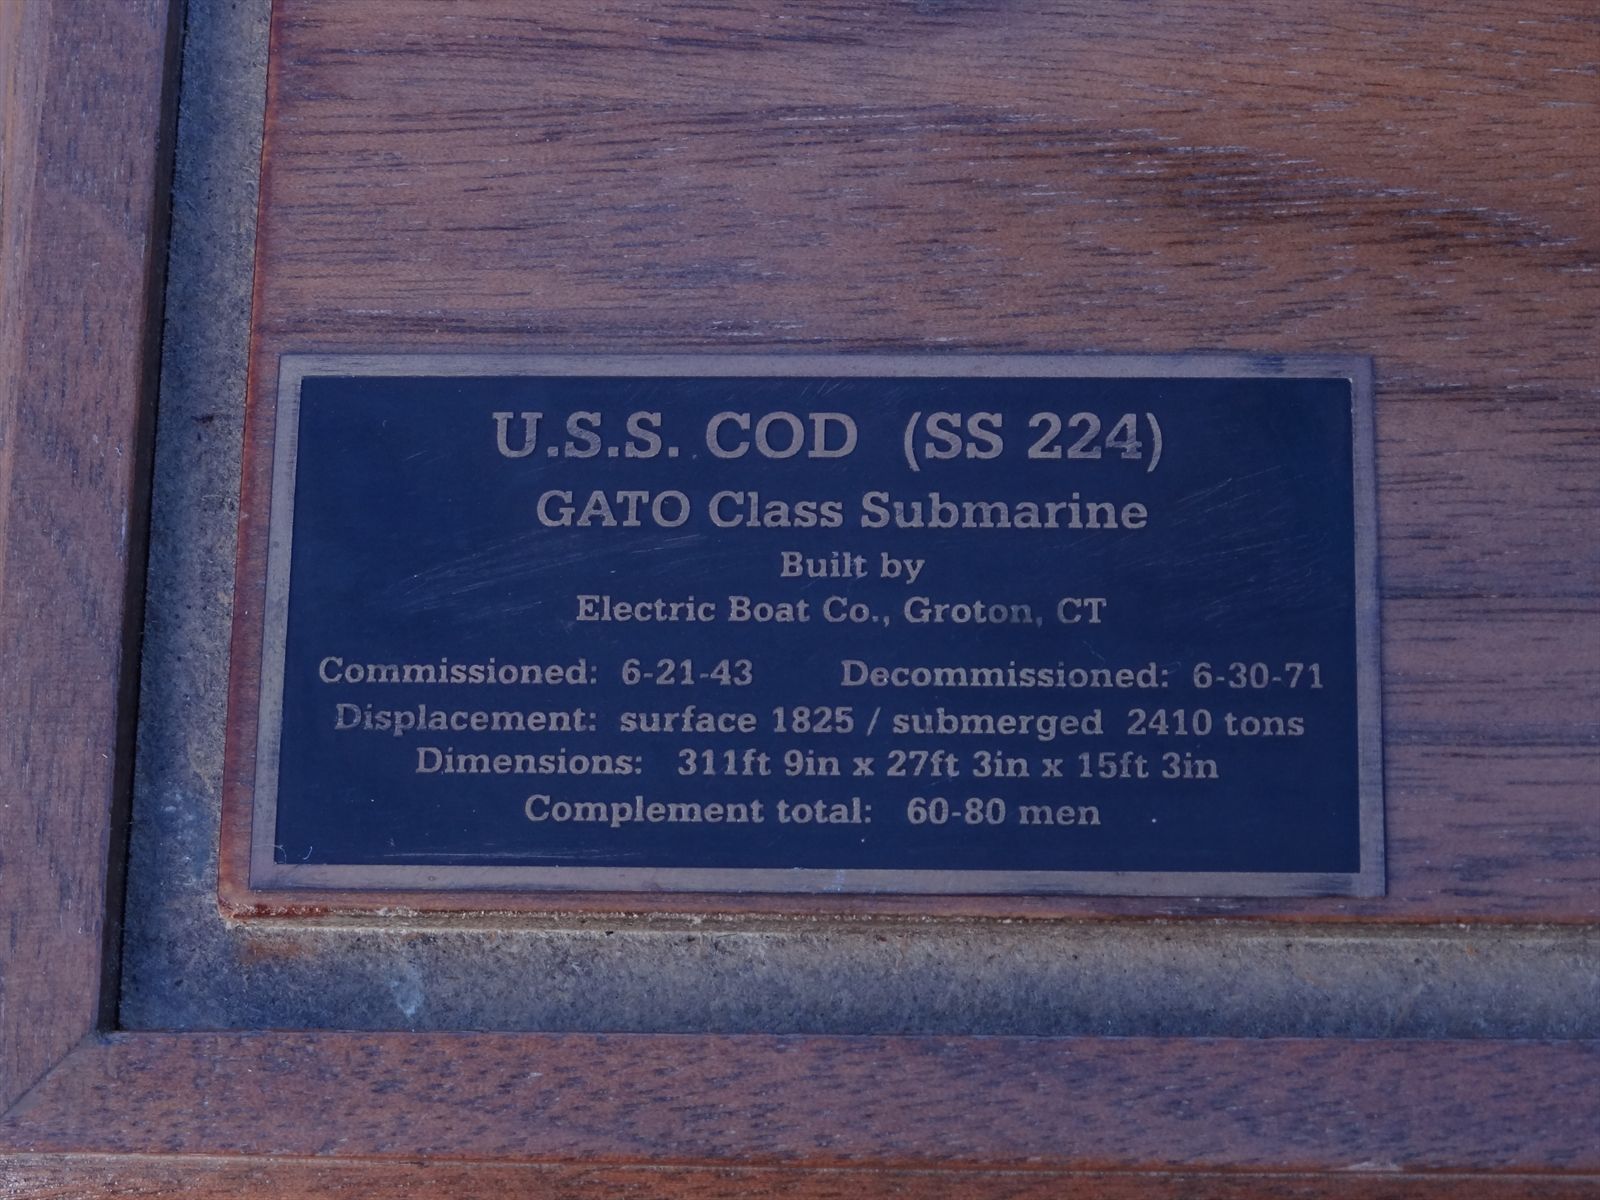 U.S.S. COD (SS 224)
GATO Class Submarine
Built by
Electric Boat Co., Groton, CT
Commissioned: 6-21-43 Decommissioned: 6-30-71
Displacement: surface 1825 / submerged 2410 tons
Dimensions: 311ft 9in x 27ft 3in x 15ft 3in
Complement total: 60-80 men